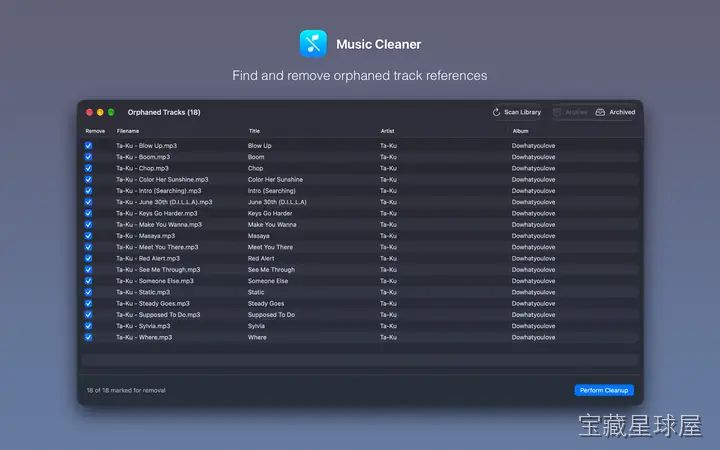 Music Cleaner
Find and remove orphaned track references
Orphaned Tracks (18) Scan Library Archive Archived
Remove Filename Title Artist Album
Ta-Ku - Blow Up.mp3 Blow Up Ta-Ku Dowhatyoulove
Ta-Ku - Boom.mp3 Boom Ta-Ku Dowhatyoulove
Ta-Ku - Chop.mp3 Chop Ta-Ku Dowhatyoulove
Ta-Ku - Color Her Sunshine.mp3 Color Her Sunshine Ta-Ku Dowhatyoulove
Ta-Ku - Intro (Searching).mp3 Intro (Searching) Ta-Ku Dowhatyoulove
Ta-Ku - June 30th (D.I.L.L.A).mp3 June 30th (D.I.L.L.A) Ta-Ku Dowhatyoulove
Ta-Ku - Keys Go Harder.mp3 Keys Go Harder Ta-Ku Dowhatyoulove
Ta-Ku - Make You Wanna.mp3 Make You Wanna Ta-Ku Dowhatyoulove
Ta-Ku - Masaya.mp3 Masaya Ta-Ku Dowhatyoulove
Ta-Ku - Meet You There.mp3 Meet You There Ta-Ku Dowhatyoulove
Ta-Ku - Red Alert.mp3 Red Alert Ta-Ku Dowhatyoulove
Ta-Ku - See Me Through.mp3 See Me Through Ta-Ku Dowhatyoulove
Ta-Ku - Someone Else.mp3 Someone Else Ta-Ku Dowhatyoulove
Ta-Ku - Static.mp3 Static Ta-Ku Dowhatyoulove
Ta-Ku - Steady Goes.mp3 Steady Goes Ta-Ku Dowhatyoulove
Ta-Ku - Supposed To Do.mp3 Supposed To Do Ta-Ku Dowhatyoulove
Ta-Ku - Sylvia.mp3 Sylvia Ta-Ku Dowhatyoulove
Ta-Ku - Where.mp3 Where Ta-Ku Dowhatyoulove
18 of 18 marked for removal Perform Cleanup
宝藏星球屋